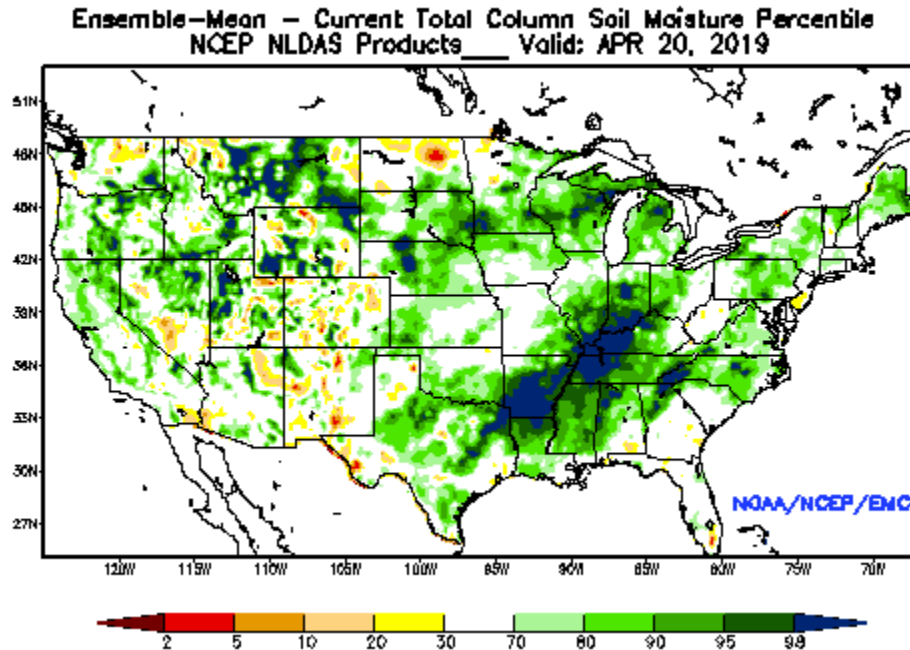 Ensemble-Mean – Current Total Column Soil Moisture Percentile
NCEP NLDAS Products___ Valid: APR 20, 2019
51N
48N
45N
42N
39N
36N
33N
30N
27N
NOAA/NCEP/EMC
120W 115W 110W 105W 100W 95W 90W 85W 80W 75W 70W
2 5 10 20 30 70 80 90 95 98